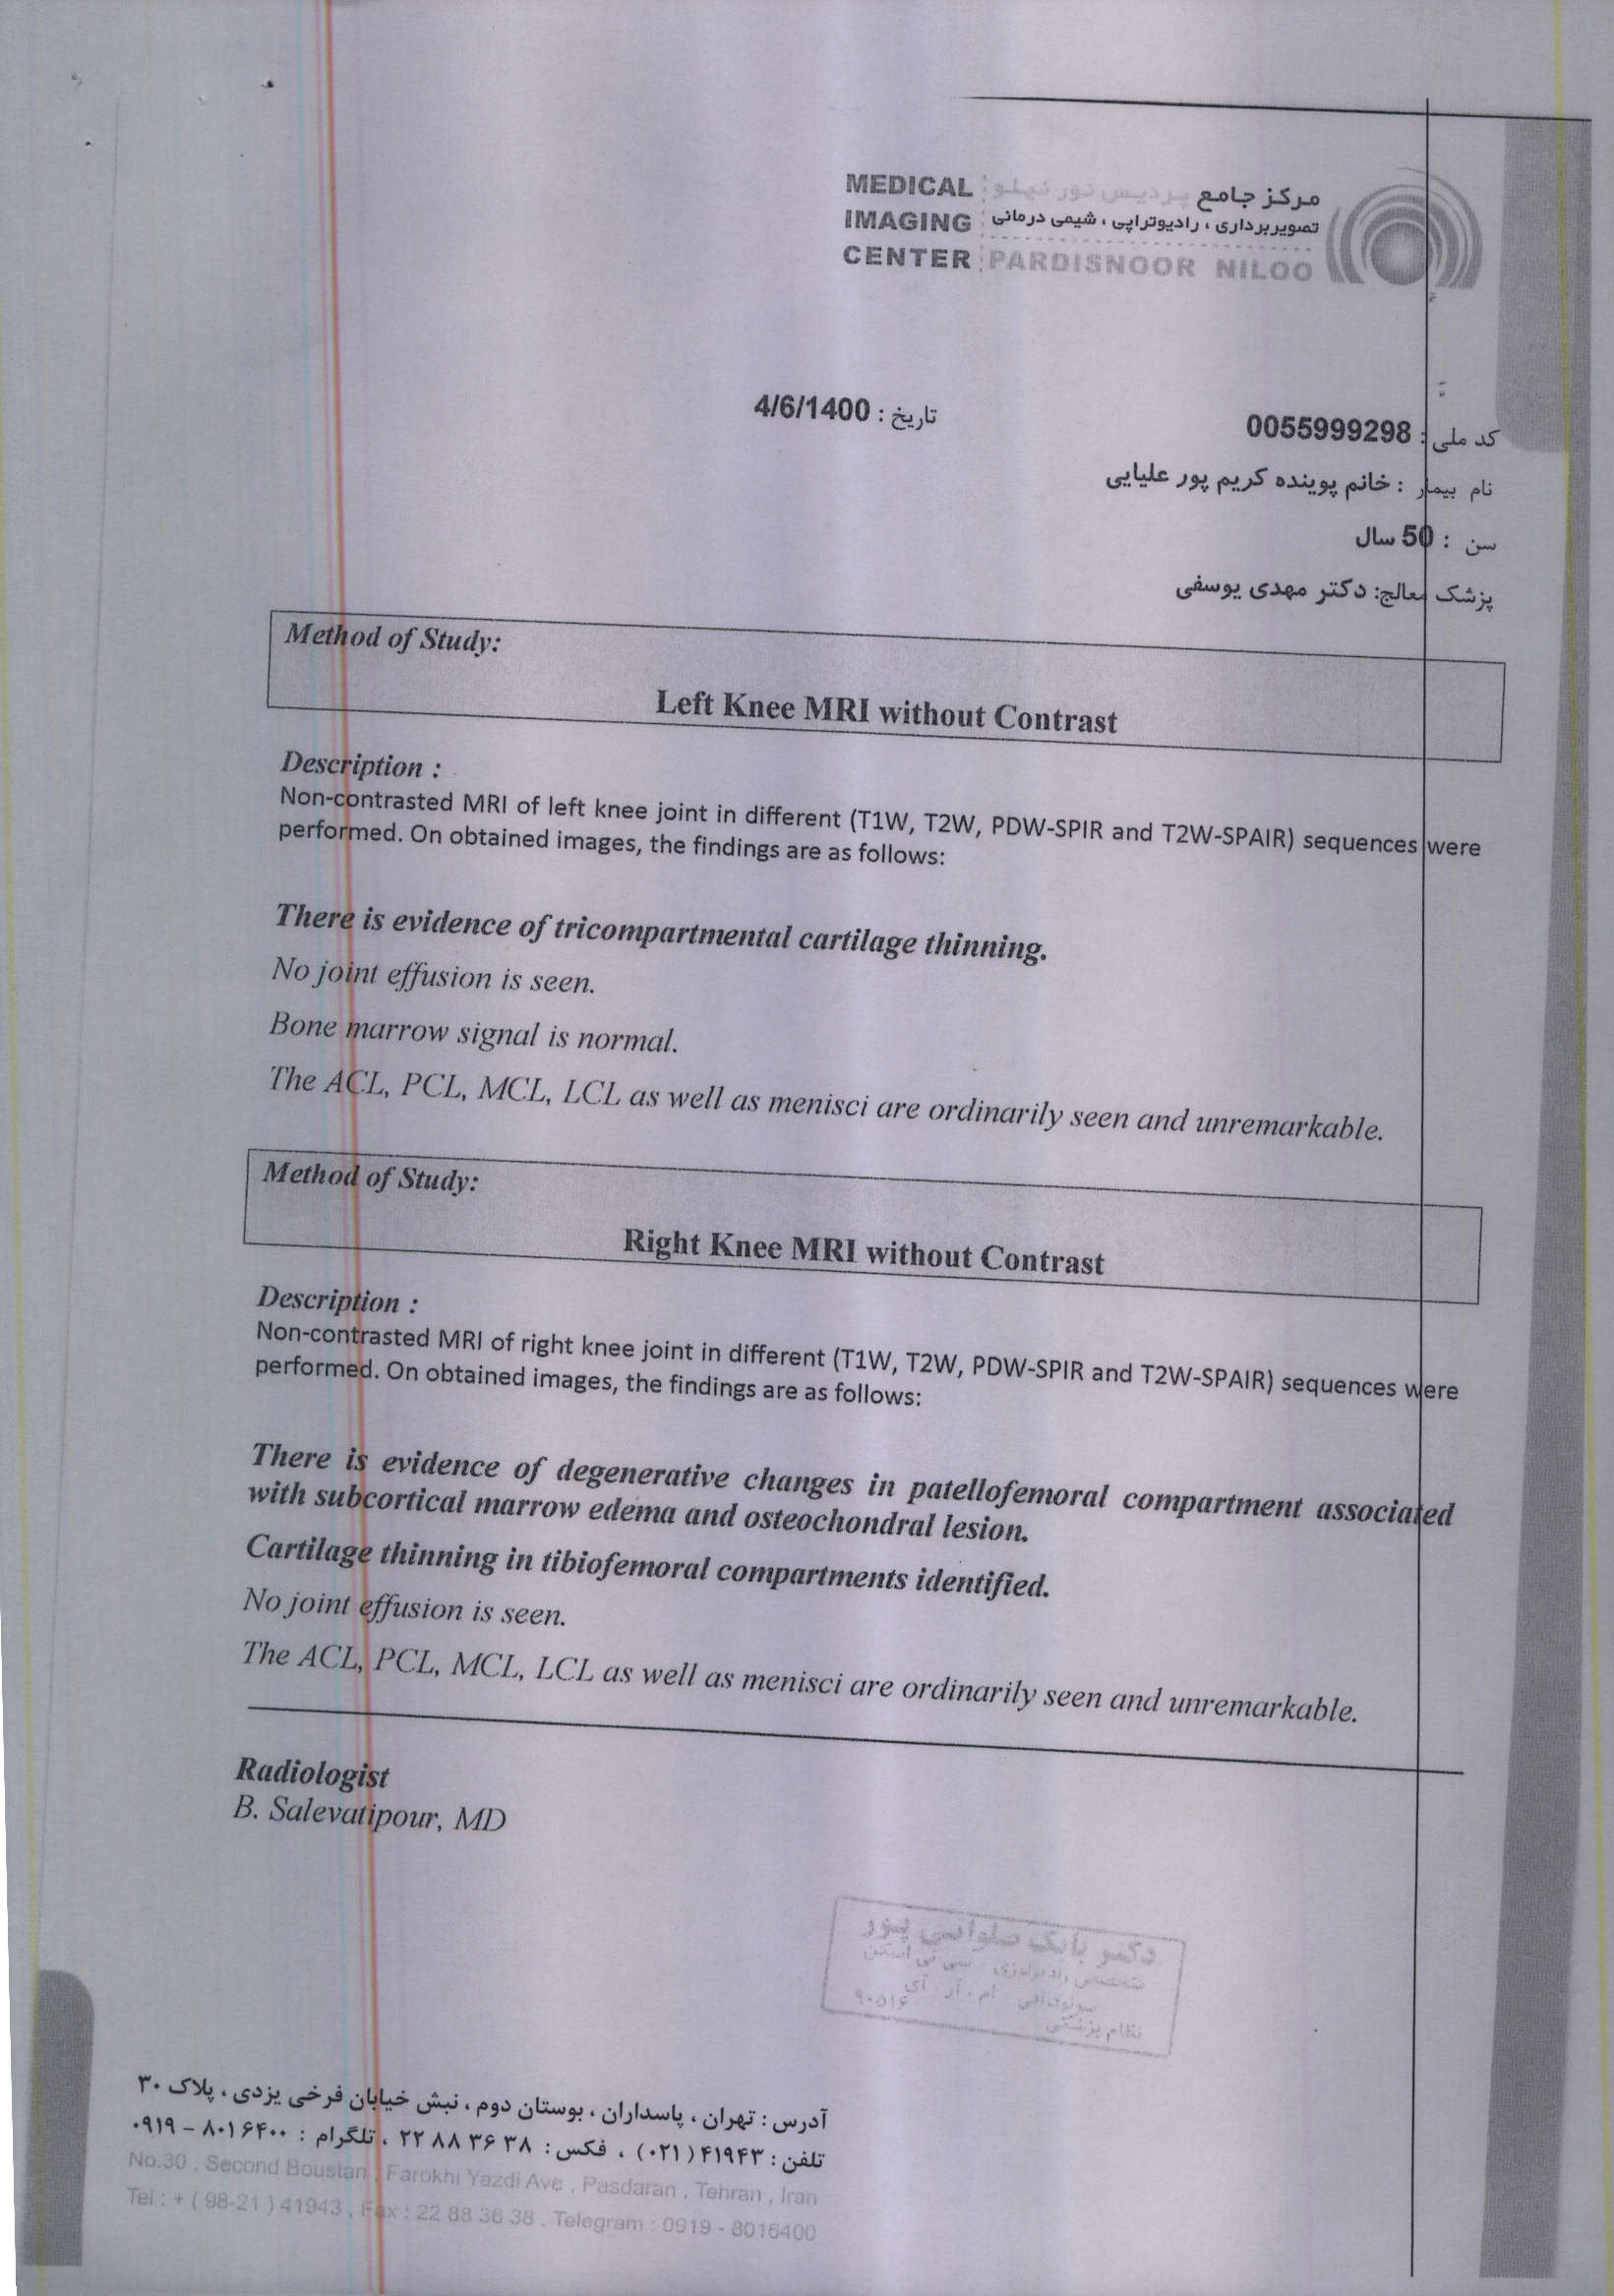 MEDICAL
IMAGING
CENTER
مرکز جامع پردیس نور نیلو
تصویربرداری ، رادیوتراپی ، شیمی درمانی
PARDISNOOR NILOO
کد ملی : 0055999298
تاریخ : 4/6/1400
نام بیمار : خانم پوینده کریم پور علیایی
سن : 50 سال
پزشک معالج: دکتر مهدی یوسفی
Method of Study:
Left Knee MRI without Contrast
Description :
Non-contrasted MRI of left knee joint in different (T1W, T2W, PDW-SPIR and T2W-SPAIR) sequences were
performed. On obtained images, the findings are as follows:
There is evidence of tricompartmental cartilage thinning.
No joint effusion is seen.
Bone marrow signal is normal.
The ACL, PCL, MCL, LCL as well as menisci are ordinarily seen and unremarkable.
Method of Study:
Right Knee MRI without Contrast
Description :
Non-contrasted MRI of right knee joint in different (T1W, T2W, PDW-SPIR and T2W-SPAIR) sequences were
performed. On obtained images, the findings are as follows:
There is evidence of degenerative changes in patellofemoral compartment associated
with subcortical marrow edema and osteochondral lesion.
Cartilage thinning in tibiofemoral compartments identified.
No joint effusion is seen.
The ACL, PCL, MCL, LCL as well as menisci are ordinarily seen and unremarkable.
Radiologist
B. Salevatipour, MD
دکتر بابک صلواتی پور
متخصص رادیولوژی - سی تی اسکن
سونوگرافی - ام . آر . آی
نظام پزشکی ۹۰۵۱۶
آدرس : تهران ، پاسداران ، بوستان دوم ، نبش خیابان فرخی یزدی ، پلاک ۳۰
تلفن : ۴۱۹۴۳ (۰۲۱) ، فکس : ۲۲ ۸۸ ۳۶ ۳۸ ، تلگرام : ۸۰۱۶۴۰۰ - ۰۹۱۹
No.30 , Second Boustan , Farokhi Yazdi Ave , Pasdaran , Tehran , Iran
Tel : + ( 98-21 ) 41943 , Fax : 22 88 36 38 , Telegram : 0919 - 8016400